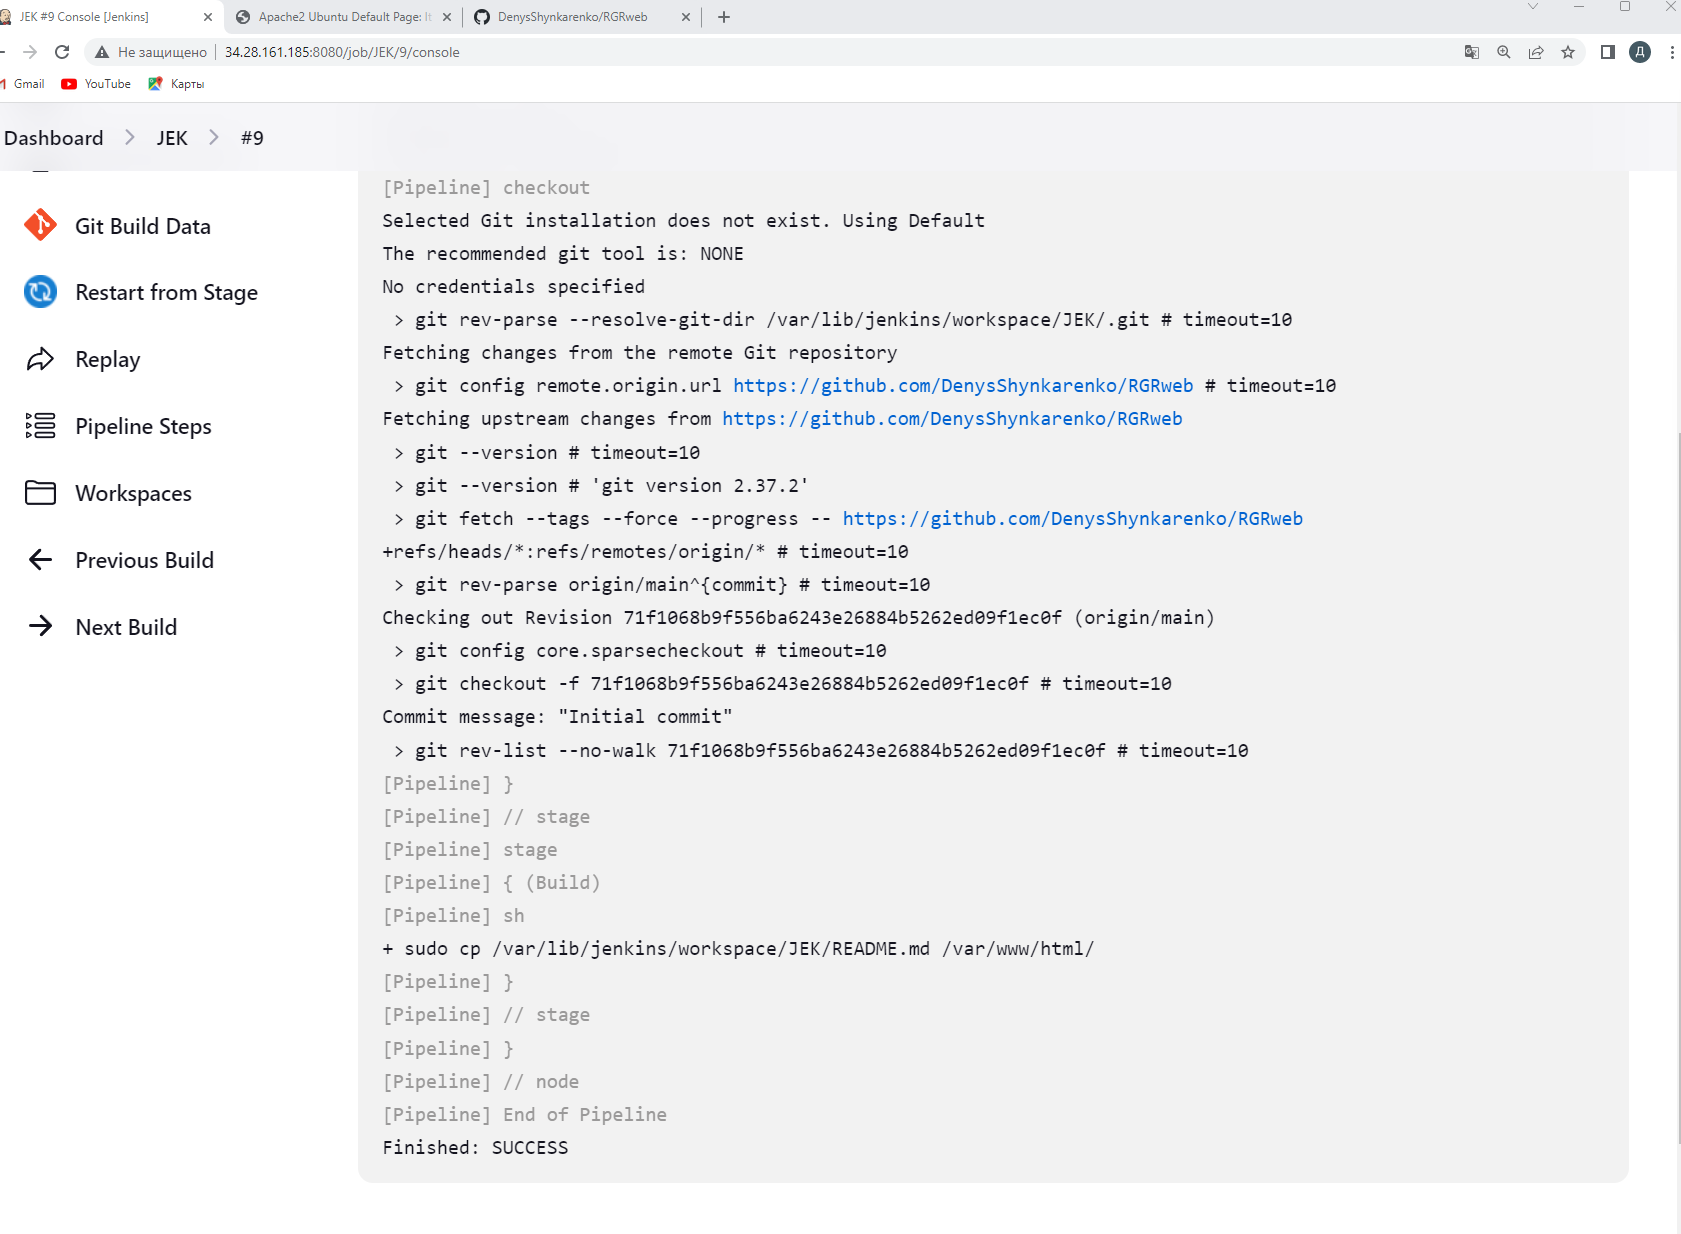 JEK #9 Console [Jenkins]
Apache2 Ubuntu Default Page: It
DenysShynkarenko/RGRweb
Не защищено
34.28.161.185:8080/job/JEK/9/console
Д
Gmail
YouTube
Карты
Dashboard
JEK
#9
Git Build Data
Restart from Stage
Replay
Pipeline Steps
Workspaces
Previous Build
Next Build
[Pipeline] checkout
Selected Git installation does not exist. Using Default
The recommended git tool is: NONE
No credentials specified
> git rev-parse --resolve-git-dir /var/lib/jenkins/workspace/JEK/.git # timeout=10
Fetching changes from the remote Git repository
> git config remote.origin.url https://github.com/DenysShynkarenko/RGRweb # timeout=10
Fetching upstream changes from https://github.com/DenysShynkarenko/RGRweb
> git --version # timeout=10
> git --version # 'git version 2.37.2'
> git fetch --tags --force --progress -- https://github.com/DenysShynkarenko/RGRweb
+refs/heads/*:refs/remotes/origin/* # timeout=10
> git rev-parse origin/main^{commit} # timeout=10
Checking out Revision 71f1068b9f556ba6243e26884b5262ed09f1ec0f (origin/main)
> git config core.sparsecheckout # timeout=10
> git checkout -f 71f1068b9f556ba6243e26884b5262ed09f1ec0f # timeout=10
Commit message: "Initial commit"
> git rev-list --no-walk 71f1068b9f556ba6243e26884b5262ed09f1ec0f # timeout=10
[Pipeline] }
[Pipeline] // stage
[Pipeline] stage
[Pipeline] { (Build)
[Pipeline] sh
+ sudo cp /var/lib/jenkins/workspace/JEK/README.md /var/www/html/
[Pipeline] }
[Pipeline] // stage
[Pipeline] }
[Pipeline] // node
[Pipeline] End of Pipeline
Finished: SUCCESS